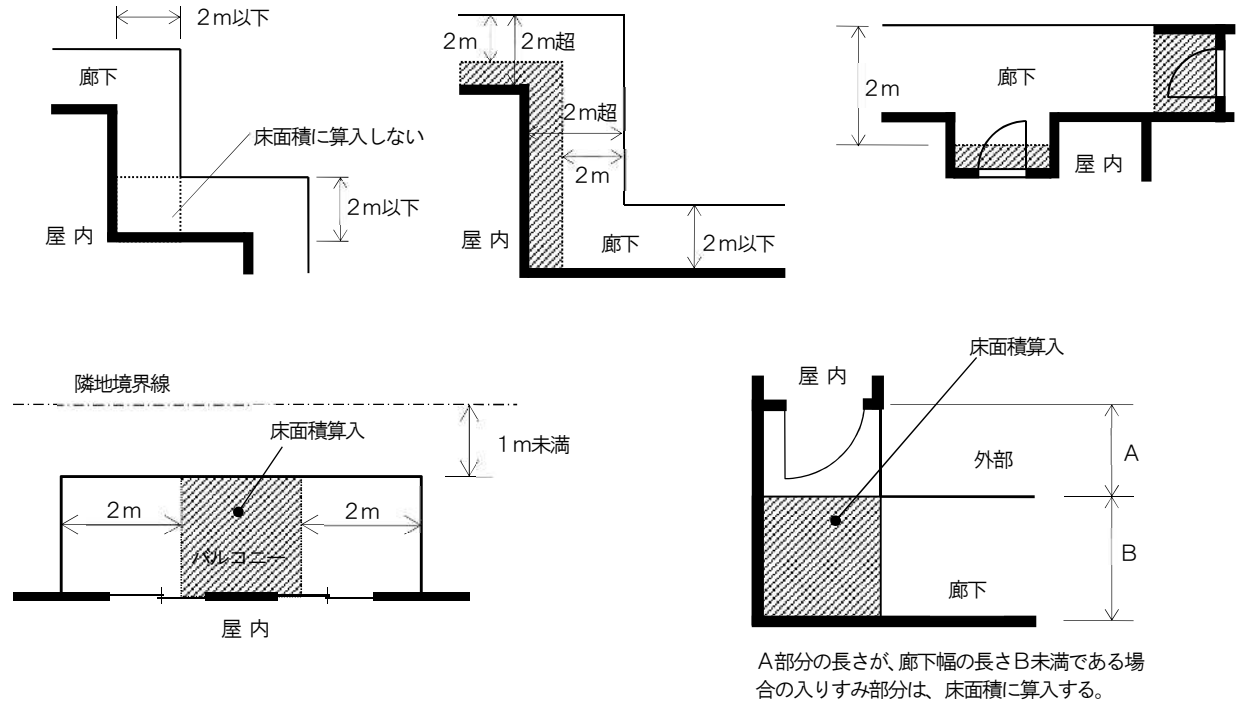 2m以下
廊下
床面積に算入しない
2m以下
屋 内
2m
2m超
2m超
2m
屋 内
廊下
2m以下
廊下
2m
屋 内
隣地境界線
床面積算入
1m未満
2m
2m
バルコニー
屋 内
床面積算入
屋 内
外部
A
B
廊下
A部分の長さが、廊下幅の長さB未満である場
合の入りすみ部分は、床面積に算入する。